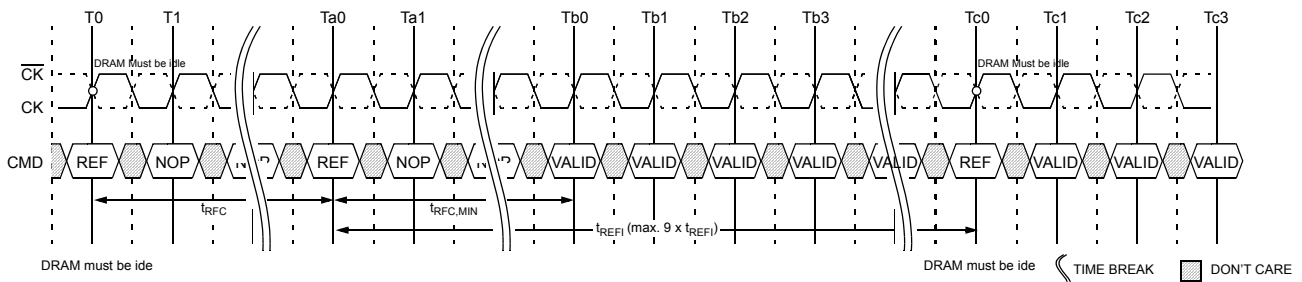 T0 T1 Ta0 Ta1 Tb0 Tb1 Tb2 Tb3 Tc0 Tc1 Tc2 Tc3
DRAM Must be idle DRAM Must be idle
CK
CK
CMD REF NOP REF NOP VALID VALID VALID VALID VALID REF VALID VALID VALID
tRFC tRFC,MIN
tREFI (max. 9 x tREFI)
DRAM must be ide DRAM must be ide TIME BREAK DON'T CARE